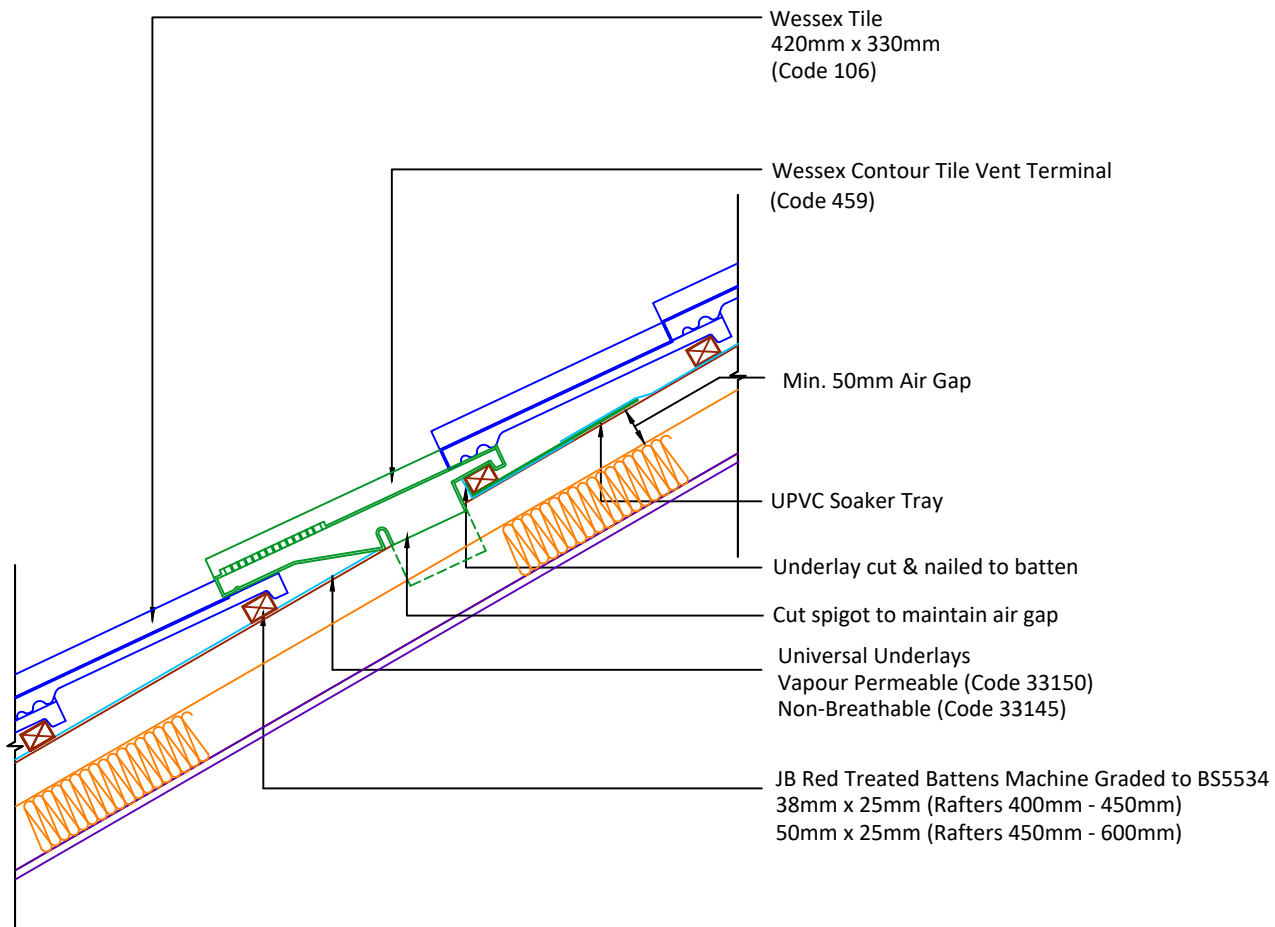 Wessex Tile
420mm x 330mm
(Code 106)
Wessex Contour Tile Vent Terminal
(Code 459)
Min. 50mm Air Gap
UPVC Soaker Tray
Underlay cut & nailed to batten
Cut spigot to maintain air gap
Universal Underlays
Vapour Permeable (Code 33150)
Non-Breathable (Code 33145)
JB Red Treated Battens Machine Graded to BS5534
38mm x 25mm (Rafters 400mm - 450mm)
50mm x 25mm (Rafters 450mm - 600mm)